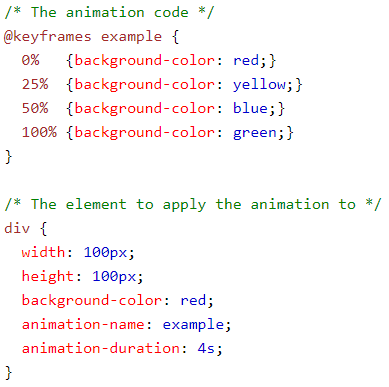 /* The animation code */
@keyframes example {
  0%   {background-color: red;}
  25%  {background-color: yellow;}
  50%  {background-color: blue;}
  100% {background-color: green;}
}

/* The element to apply the animation to */
div {
  width: 100px;
  height: 100px;
  background-color: red;
  animation-name: example;
  animation-duration: 4s;
}